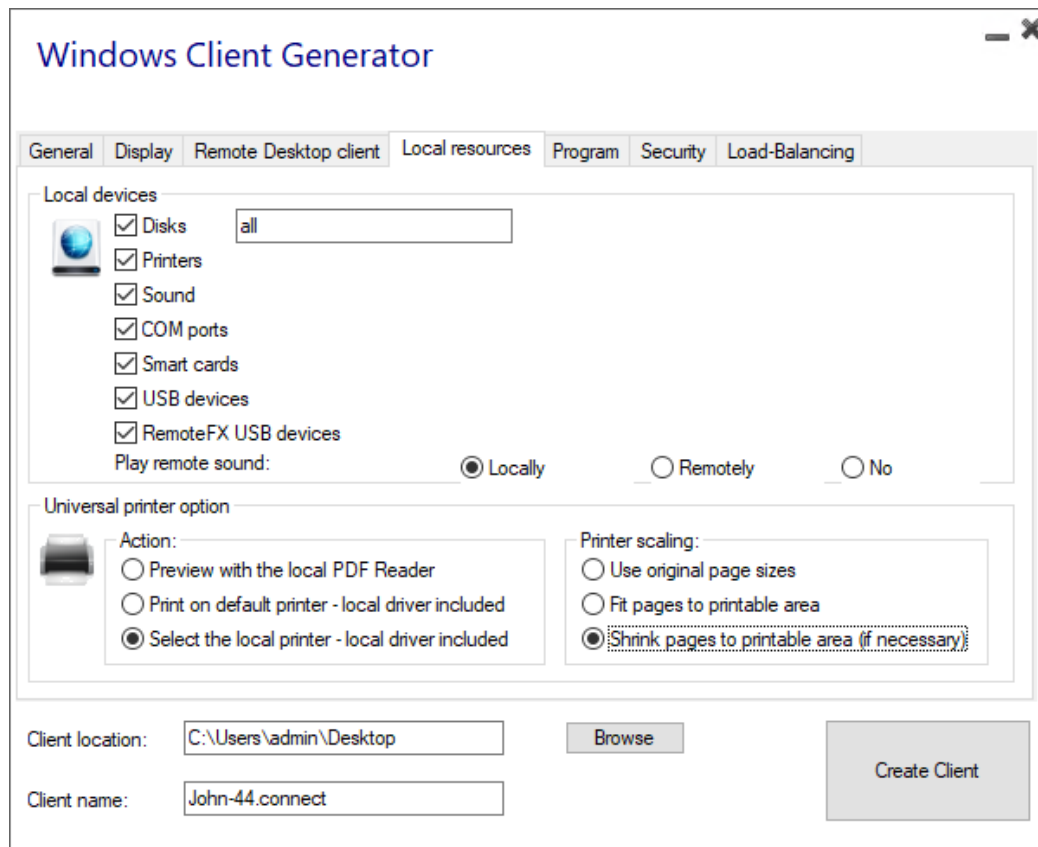 Windows Client Generator
General Display Remote Desktop client Local resources Program Security Load-Balancing
Local devices
Disks all
Printers
Sound
COM ports
Smart cards
USB devices
RemoteFX USB devices
Play remote sound: Locally Remotely No
Universal printer option
Action:
Preview with the local PDF Reader
Print on default printer - local driver included
Select the local printer - local driver included
Printer scaling:
Use original page sizes
Fit pages to printable area
Shrink pages to printable area (if necessary)
Client location: C:\Users\admin\Desktop Browse
Create Client
Client name: John-44.connect